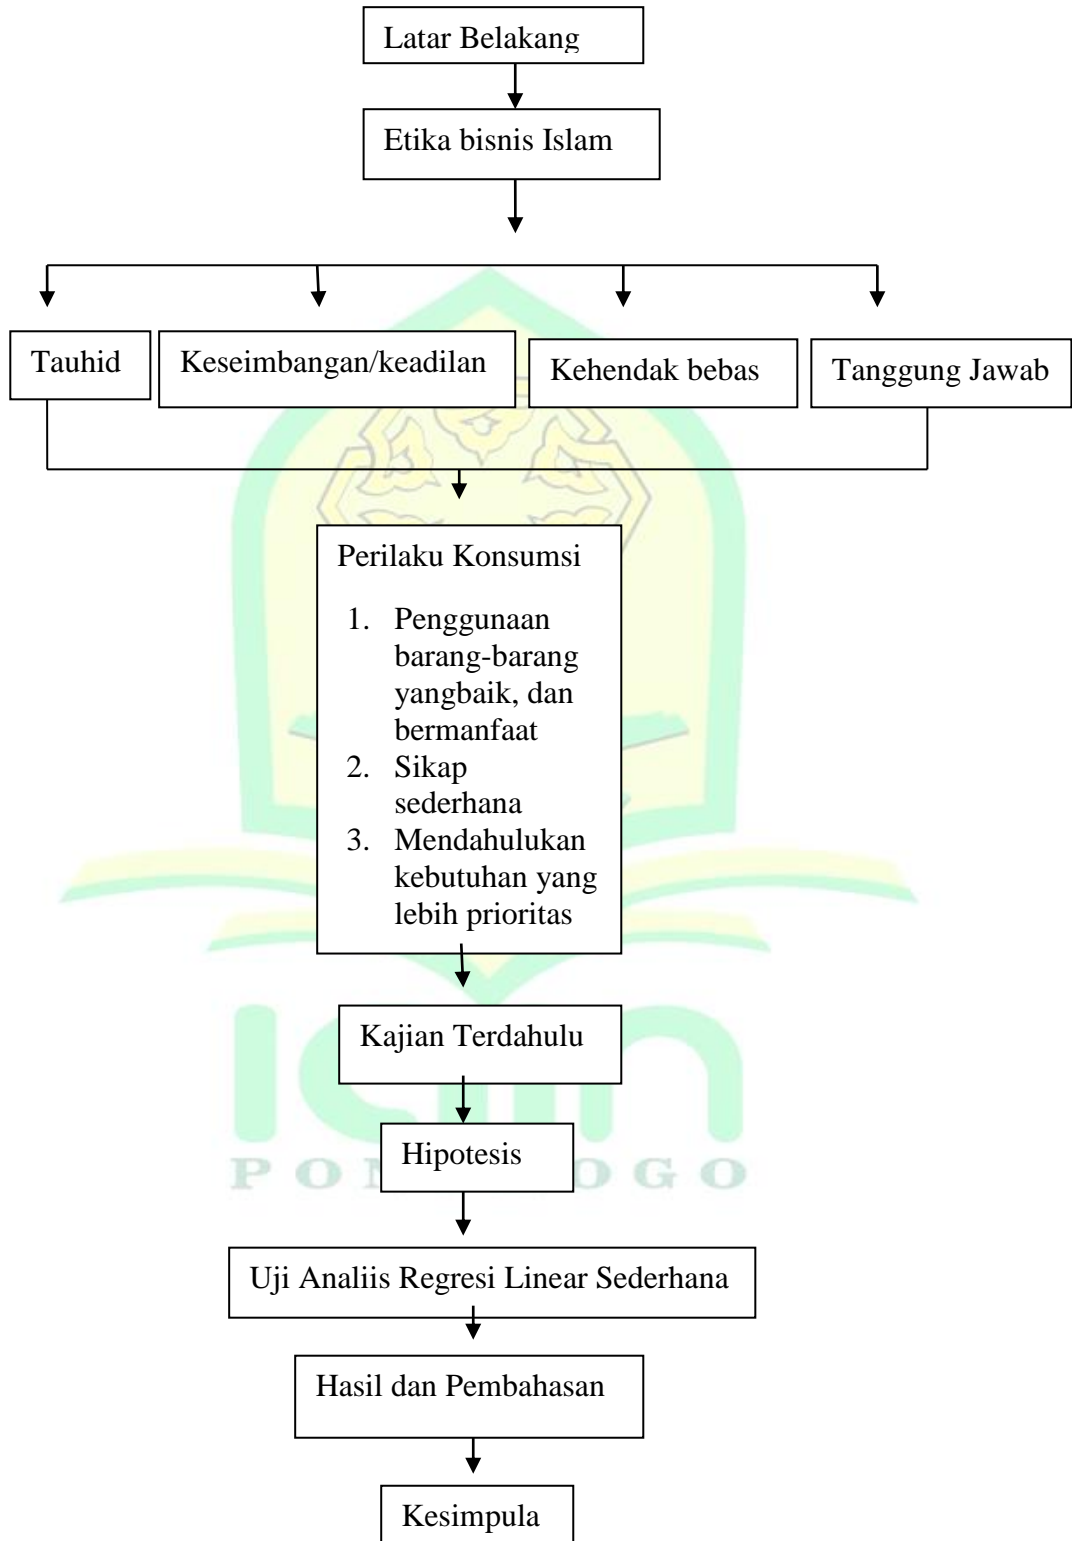 Latar Belakang
Etika bisnis Islam
Tauhid
Keseimbangan/keadilan
Kehendak bebas
Tanggung Jawab
Perilaku Konsumsi
1. Penggunaan
barang-barang
yangbaik, dan
bermanfaat
2. Sikap
sederhana
3. Mendahulukan
kebutuhan yang
lebih prioritas
Kajian Terdahulu
Hipotesis
Uji Analiis Regresi Linear Sederhana
Hasil dan Pembahasan
Kesimpula